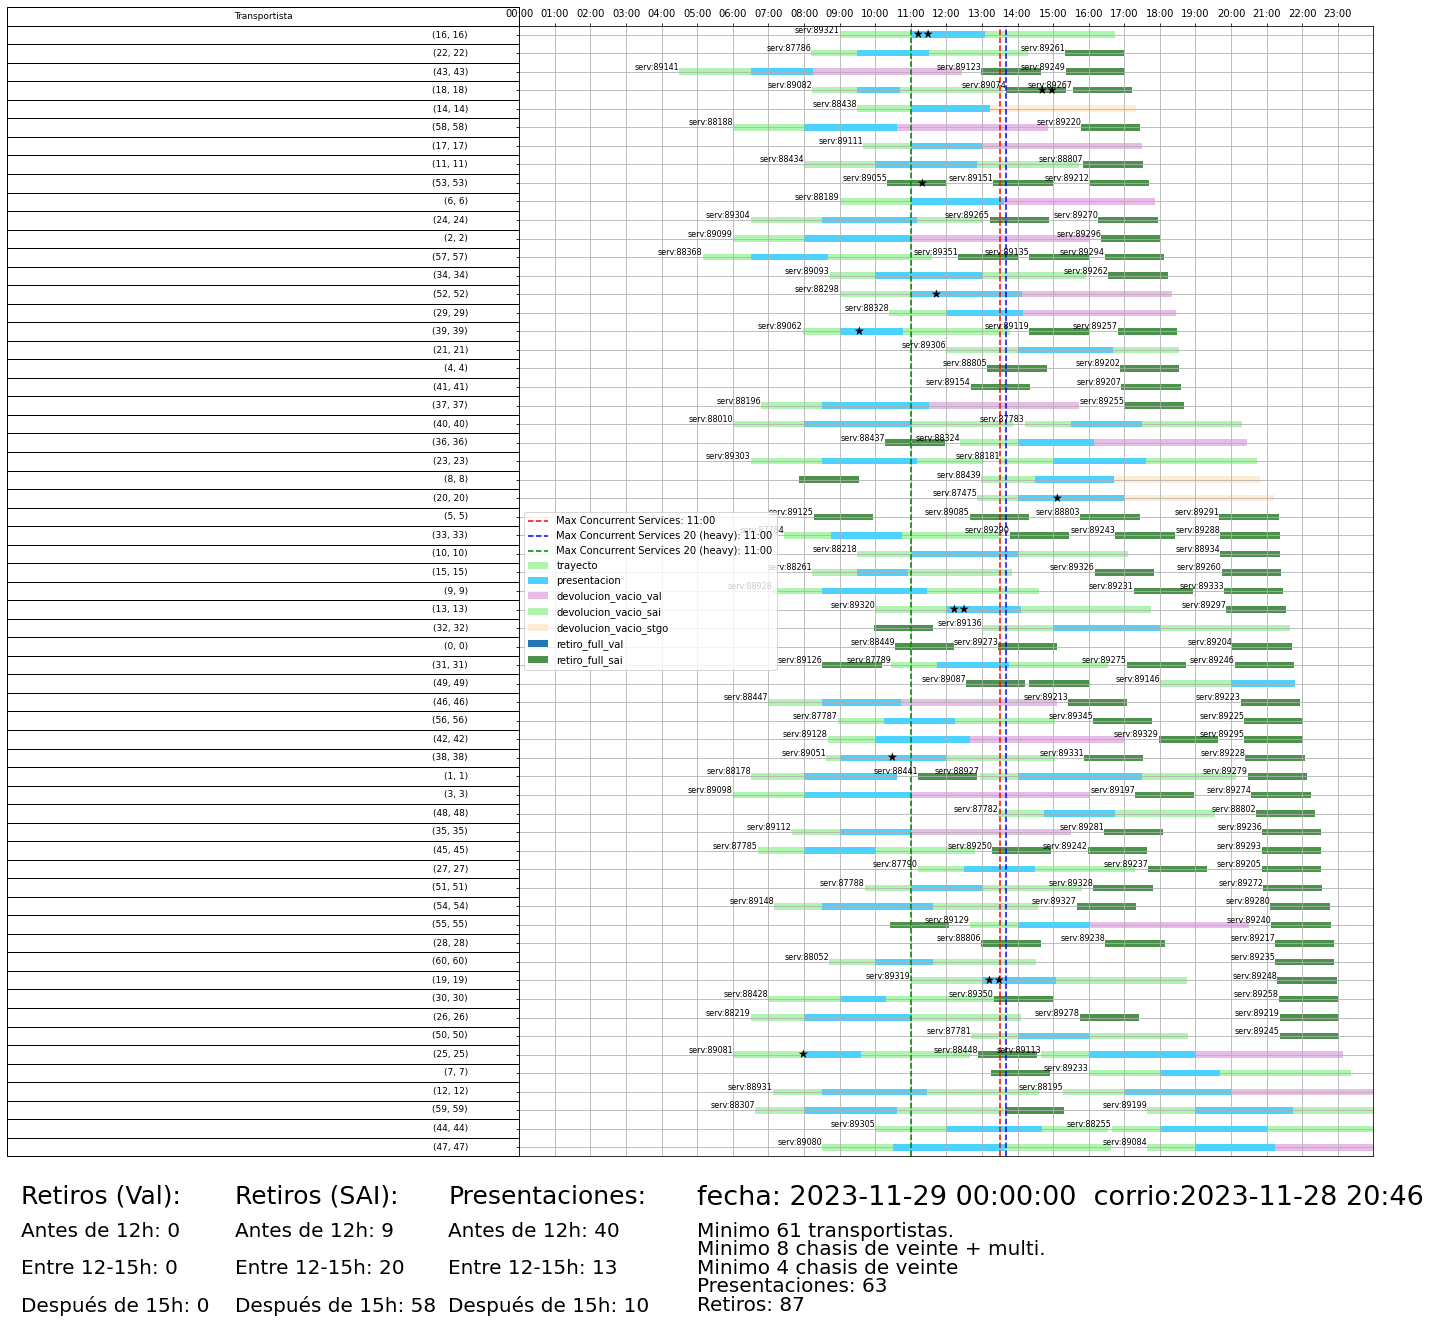 Transportista 00:00 01:00 02:00 03:00 04:00 05:00 06:00 07:00 08:00 09:00 10:00 11:00 12:00 13:00 14:00 15:00 16:00 17:00 18:00 19:00 20:00 21:00 22:00 23:00
(16, 16) serv:89321
(22, 22) serv:87786 serv:89261
(43, 43) serv:89141 serv:89123 serv:89249
(18, 18) serv:89082 serv:89074 serv:89267
(14, 14) serv:88438
(58, 58) serv:88188 serv:89220
(17, 17) serv:89111
(11, 11) serv:88434 serv:88807
(53, 53) serv:89055 serv:89151 serv:89212
(6, 6) serv:88189
(24, 24) serv:89304 serv:89265 serv:89270
(2, 2) serv:89099 serv:89296
(57, 57) serv:88368 serv:89351 serv:89135 serv:89294
(34, 34) serv:89093 serv:89262
(52, 52) serv:88298
(29, 29) serv:88328
(39, 39) serv:89062 serv:89119 serv:89257
(21, 21) serv:89306
(4, 4) serv:88805 serv:89202
(41, 41) serv:89154 serv:89207
(37, 37) serv:88196 serv:89255
(40, 40) serv:88010 serv:87783
(36, 36) serv:88437 serv:88324
(23, 23) serv:89303 serv:88181
(8, 8) serv:88439
(20, 20) serv:87475
(5, 5) serv:89125 serv:89085 serv:88803 serv:89291
(33, 33) serv:89290 serv:89243 serv:89288
(10, 10) serv:88218 serv:88934
(15, 15) serv:88261 serv:89326 serv:89260
(9, 9) serv:88928 serv:89231 serv:89333
(13, 13) serv:89320 serv:89297
(32, 32) serv:89136
(0, 0) serv:88449 serv:89273 serv:89204
(31, 31) serv:89126 serv:87789 serv:89275 serv:89246
(49, 49) serv:89087 serv:89146
(46, 46) serv:88447 serv:89213 serv:89223
(56, 56) serv:87787 serv:89345 serv:89225
(42, 42) serv:89128 serv:89329 serv:89295
(38, 38) serv:89051 serv:89331 serv:89228
(1, 1) serv:88178 serv:88441 serv:88927 serv:89279
(3, 3) serv:89098 serv:89197 serv:89274
(48, 48) serv:87782 serv:88802
(35, 35) serv:89112 serv:89281 serv:89236
(45, 45) serv:87785 serv:89250 serv:89242 serv:89293
(27, 27) serv:87790 serv:89237 serv:89205
(51, 51) serv:87788 serv:89328 serv:89272
(54, 54) serv:89148 serv:89327 serv:89280
(55, 55) serv:89129 serv:89240
(28, 28) serv:88806 serv:89238 serv:89217
(60, 60) serv:88052 serv:89235
(19, 19) serv:89319 serv:89248
(30, 30) serv:88428 serv:89350 serv:89258
(26, 26) serv:88219 serv:89278 serv:89219
(50, 50) serv:87781 serv:89245
(25, 25) serv:89081 serv:88448 serv:89113
(7, 7) serv:89233
(12, 12) serv:88931 serv:88195
(59, 59) serv:88307 serv:89199
(44, 44) serv:89305 serv:88255
(47, 47) serv:89080 serv:89084
Max Concurrent Services: 11:00
Max Concurrent Services 20 (heavy): 11:00
Max Concurrent Services 20 (heavy): 11:00
trayecto
presentacion
devolucion_vacio_val
devolucion_vacio_sai
devolucion_vacio_stgo
retiro_full_val
retiro_full_sai
Retiros (Val):
Antes de 12h: 0
Entre 12-15h: 0
Después de 15h: 0
Retiros (SAI):
Antes de 12h: 9
Entre 12-15h: 20
Después de 15h: 58
Presentaciones:
Antes de 12h: 40
Entre 12-15h: 13
Después de 15h: 10
fecha: 2023-11-29 00:00:00 corrio:2023-11-28 20:46
Minimo 61 transportistas.
Minimo 8 chasis de veinte + multi.
Minimo 4 chasis de veinte
Presentaciones: 63
Retiros: 87